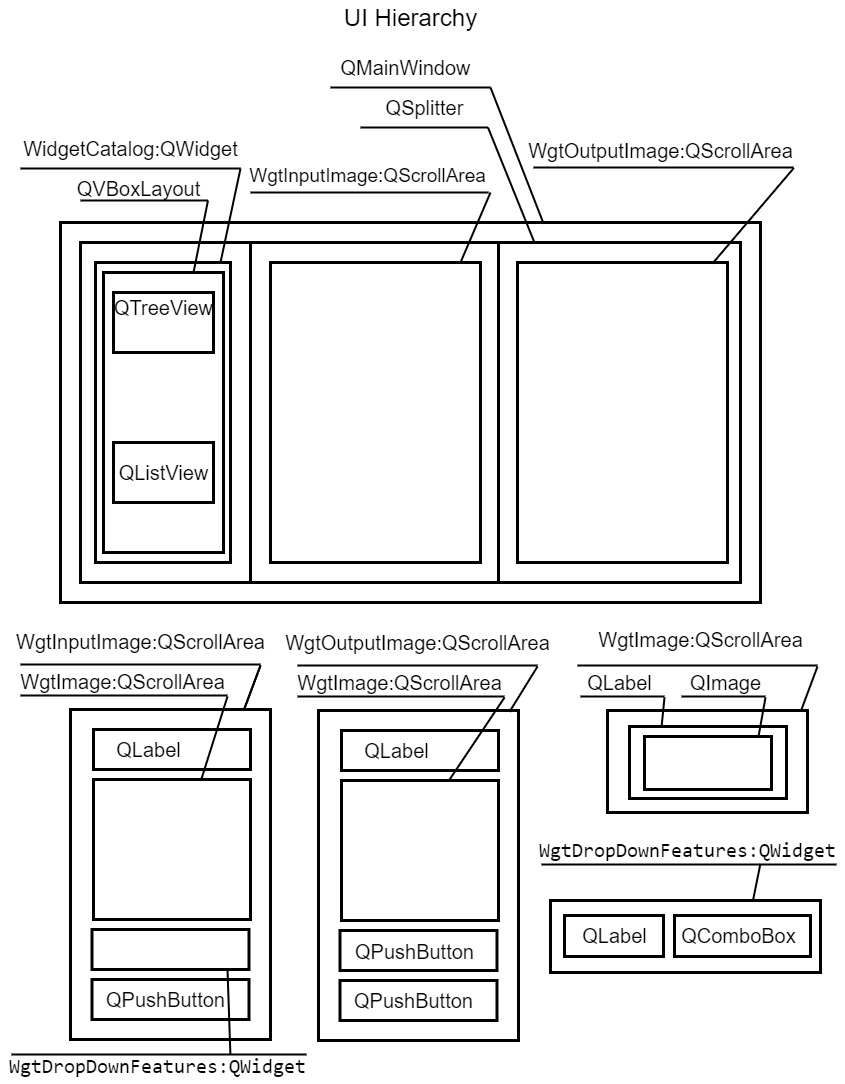 UI Hierarchy
QMainWindow
QSplitter
WidgetCatalog:QWidget
WgtOutputImage:QScrollArea
WgtInputImage:QScrollArea
QVBoxLayout
QTreeView
QListView
WgtInputImage:QScrollArea
WgtImage:QScrollArea
QLabel
QPushButton
WgtDropDownFeatures:QWidget
WgtOutputImage:QScrollArea
WgtImage:QScrollArea
QLabel
QPushButton
QPushButton
WgtImage:QScrollArea
QLabel
QImage
WgtDropDownFeatures:QWidget
QLabel
QComboBox